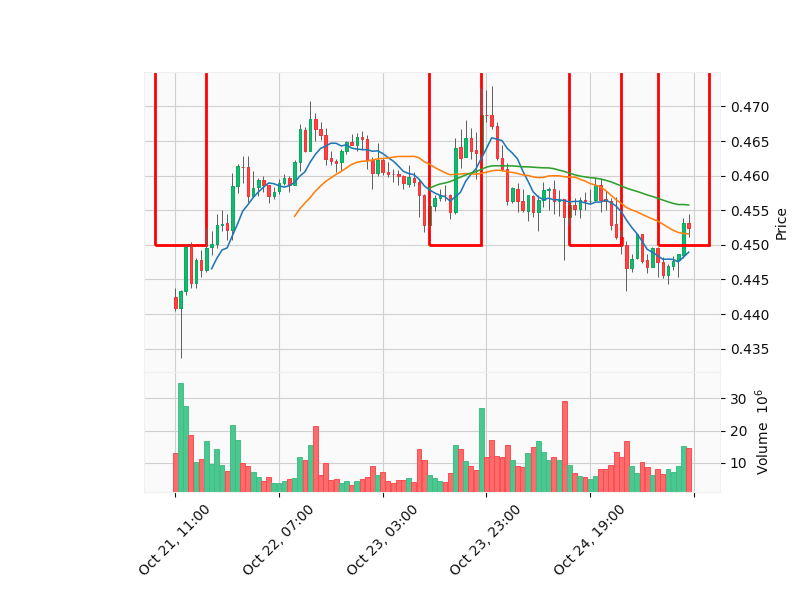 0.470
0.465
0.460
0.455
0.450
0.445
0.440
0.435
Price
30
20
10
Volume 10⁶
Oct 21, 11:00
Oct 22, 07:00
Oct 23, 03:00
Oct 23, 23:00
Oct 24, 19:00